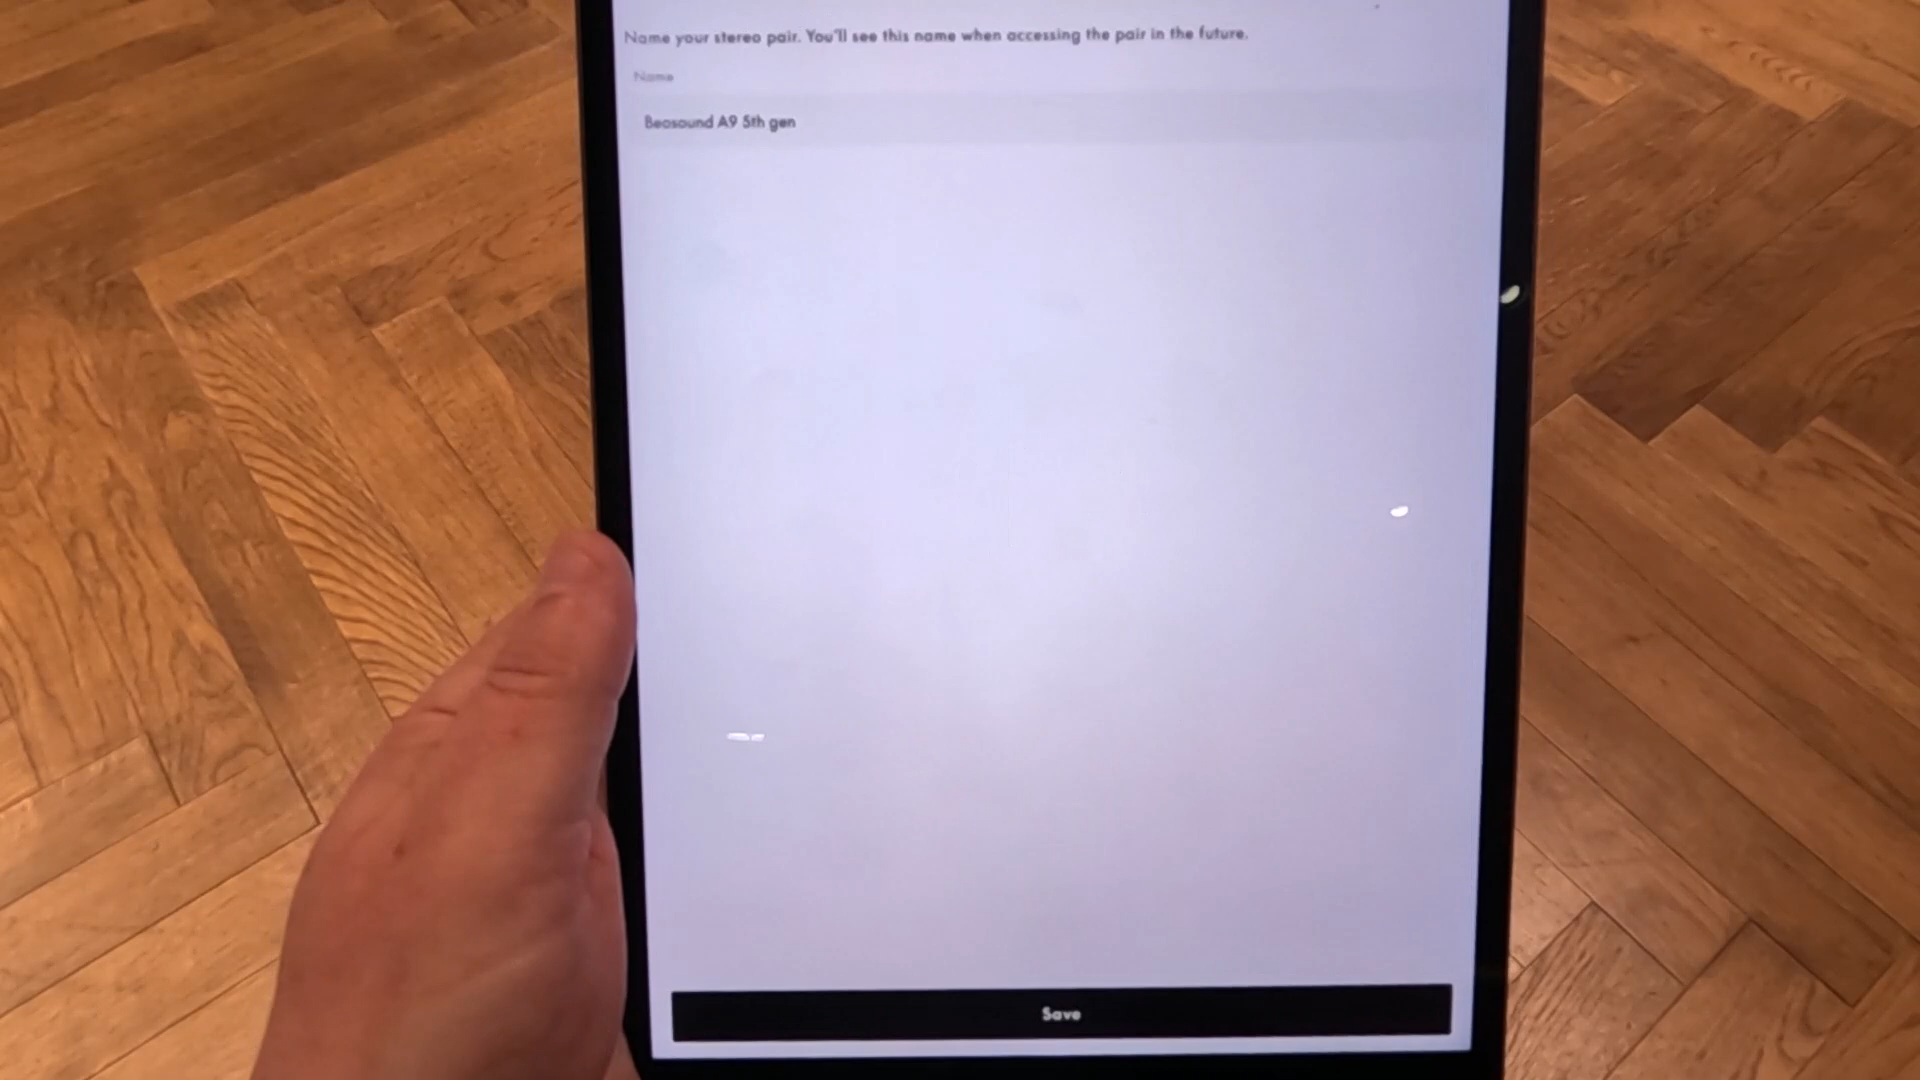 Name your stereo pair. You'll see this name when accessing the pair in the future.
Name
Beosound A9 5th gen
Save